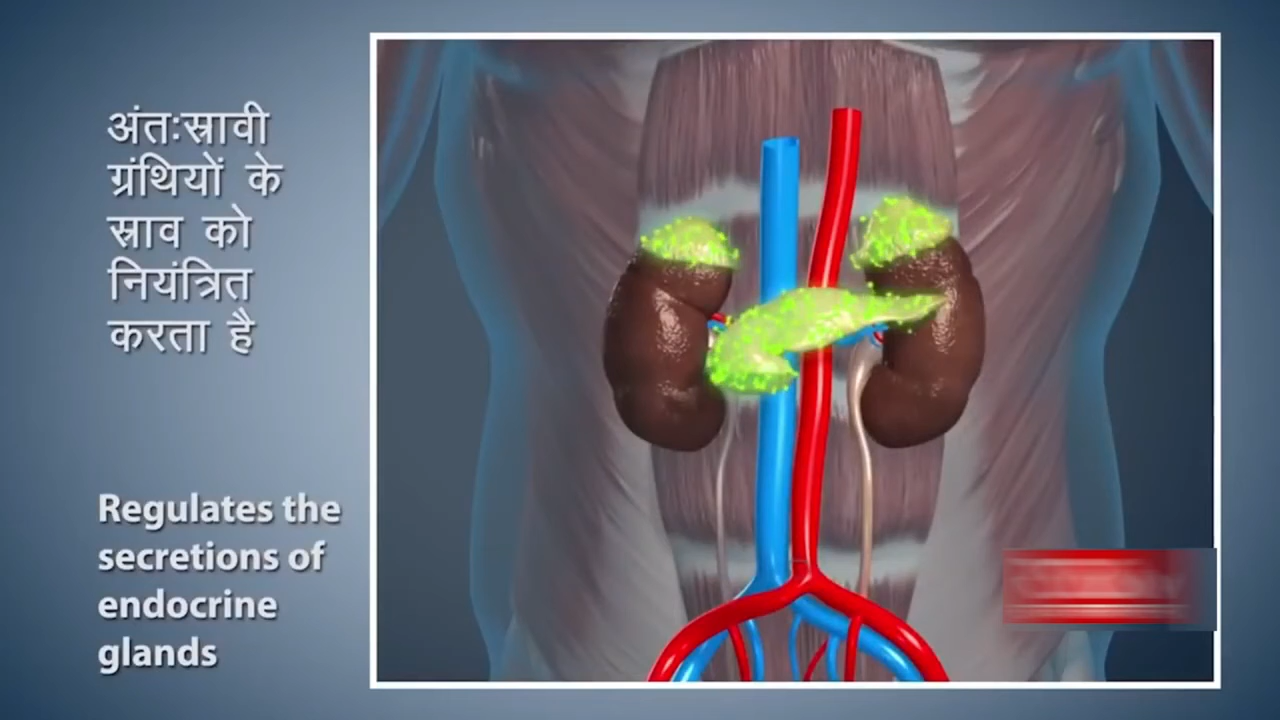 अंतःस्रावी
ग्रंथियों के
स्राव को
नियंत्रित
करता है
Regulates the
secretions of
endocrine
glands